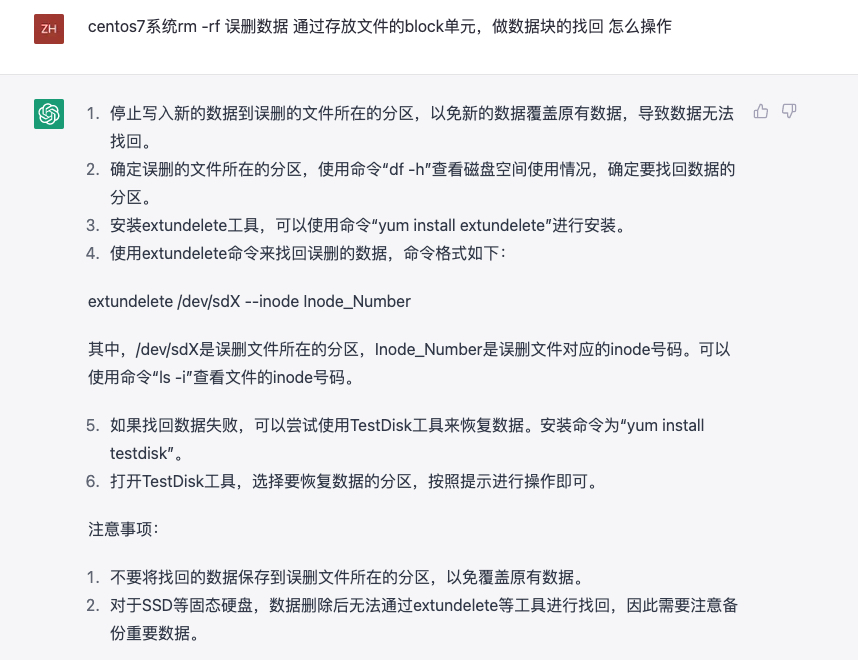 ZH
centos7系统rm -rf 误删数据 通过存放文件的block单元，做数据块的找回 怎么操作
1. 停止写入新的数据到误删的文件所在的分区，以免新的数据覆盖原有数据，导致数据无法
找回。
2. 确定误删的文件所在的分区，使用命令“df -h”查看磁盘空间使用情况，确定要找回数据的
分区。
3. 安装extundelete工具，可以使用命令“yum install extundelete”进行安装。
4. 使用extundelete命令来找回误删的数据，命令格式如下：
extundelete /dev/sdX --inode Inode_Number
其中，/dev/sdX是误删文件所在的分区，Inode_Number是误删文件对应的inode号码。可以
使用命令“ls -i”查看文件的inode号码。
5. 如果找回数据失败，可以尝试使用TestDisk工具来恢复数据。安装命令为“yum install
testdisk”。
6. 打开TestDisk工具，选择要恢复数据的分区，按照提示进行操作即可。
注意事项：
1. 不要将找回的数据保存到误删文件所在的分区，以免覆盖原有数据。
2. 对于SSD等固态硬盘，数据删除后无法通过extundelete等工具进行找回，因此需要注意备
份重要数据。